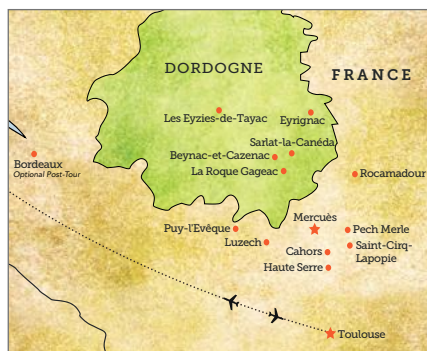 DORDOGNE
FRANCE
Les Eyzies-de-Tayac
Eyrignac
Sarlat-la-Canéda
Bordeaux
Optional Post-Tour
Beynac-et-Cazenac
La Roque Gageac
Rocamadour
Mercuès
Puy-l'Evêque
Pech Merle
Luzech
Saint-Cirq-
Lapopie
Cahors
Haute Serre
Toulouse